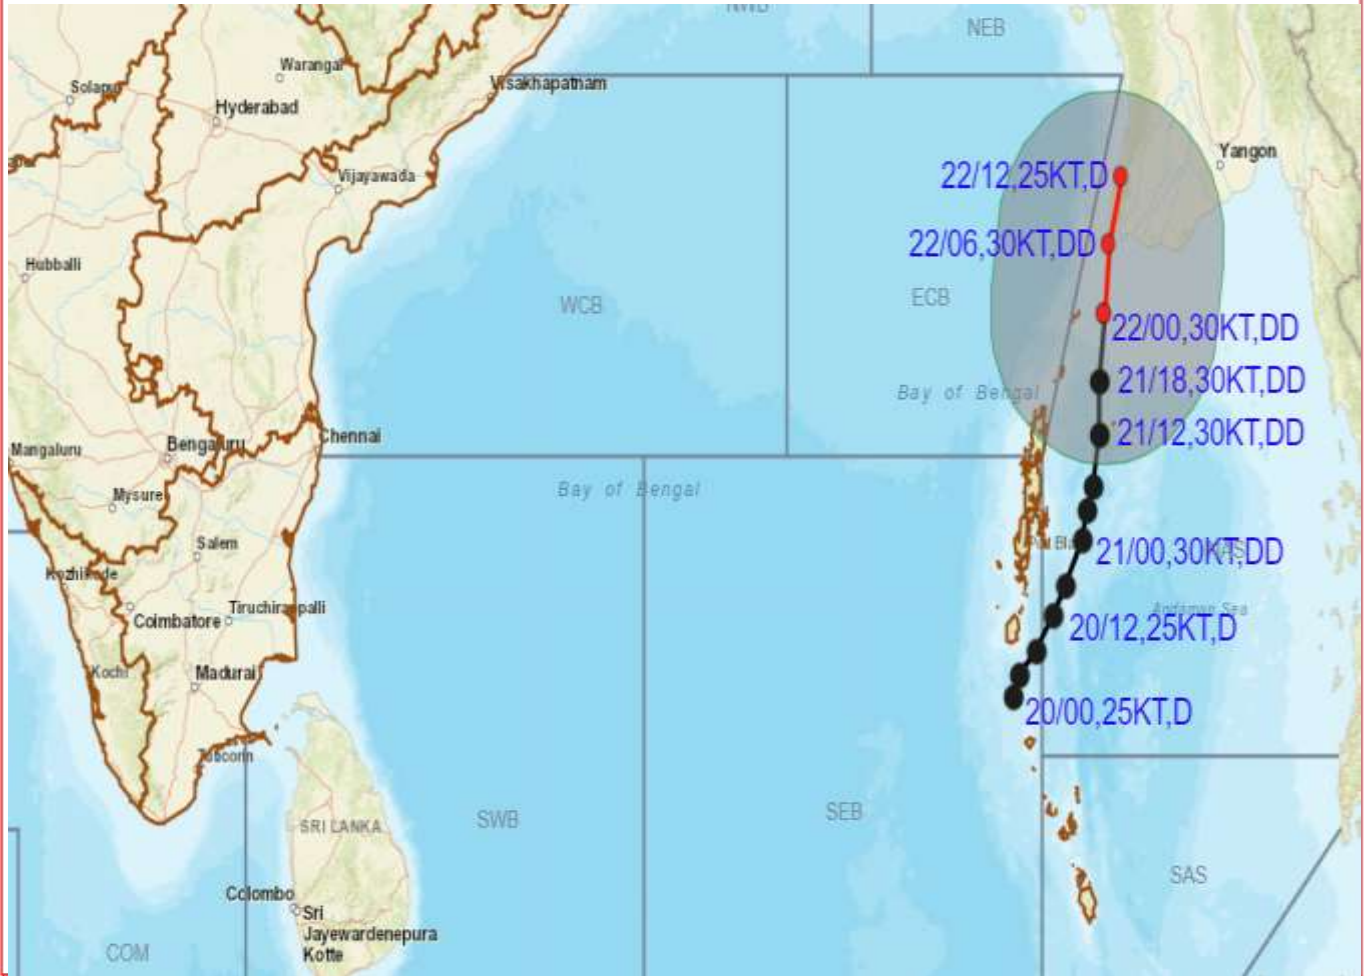 NWB
NEB
Warangal
Solapur
Visakhapatnam
Hyderabad
Yangon
22/12,25KT,D
Vijayawada
22/06,30KT,DD
Hubballi
ECB
WCB
22/00,30KT,DD
21/18,30KT,DD
Bay of Bengal
21/12,30KT,DD
Chennai
Bengaluru
Mangaluru
Bay of Bengal
Mysure
Salem
21/00,30KT,DD
Kozhikode
Tiruchirappalli
Andaman Sea
Coimbatore
20/12,25KT,D
Kochi
Madurai
20/00,25KT,D
Tuticorin
SEB
SWB
SRI LANKA
SAS
Colombo
Sri
Jayewardenepura
Kotte
COM